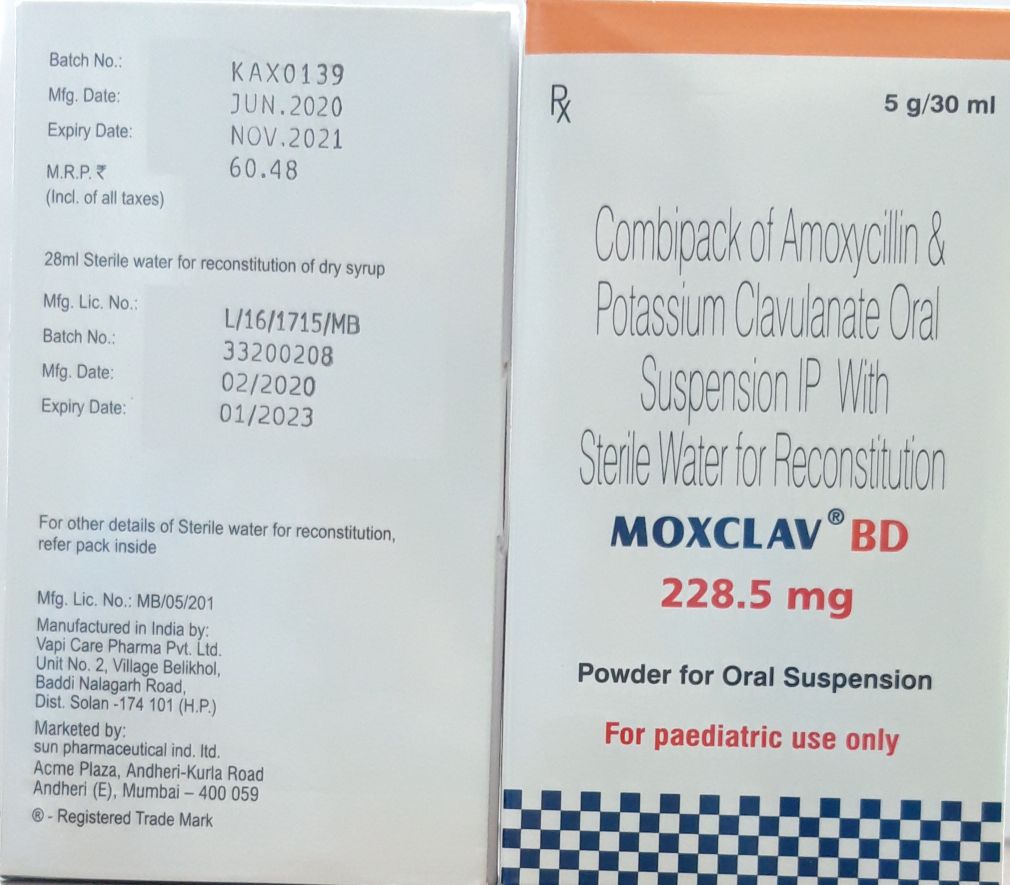 Batch No.: KAX0139
Mfg. Date: JUN.2020
Expiry Date: NOV.2021
M.R.P. ₹ 60.48
(Incl. of all taxes)
28ml Sterile water for reconstitution of dry syrup
Mfg. Lic. No.: L/16/1715/MB
Batch No.: 33200208
Mfg. Date: 02/2020
Expiry Date: 01/2023
For other details of Sterile water for reconstitution,
refer pack inside
Mfg. Lic. No.: MB/05/201
Manufactured in India by:
Vapi Care Pharma Pvt. Ltd.
Unit No. 2, Village Belikhol,
Baddi Nalagarh Road,
Dist. Solan -174 101 (H.P.)
Marketed by:
sun pharmaceutical ind. ltd.
Acme Plaza, Andheri-Kurla Road
Andheri (E), Mumbai – 400 059
® - Registered Trade Mark
Rx 5 g/30 ml
Combipack of Amoxycillin &
Potassium Clavulanate Oral
Suspension IP With
Sterile Water for Reconstitution
MOXCLAV® BD
228.5 mg
Powder for Oral Suspension
For paediatric use only